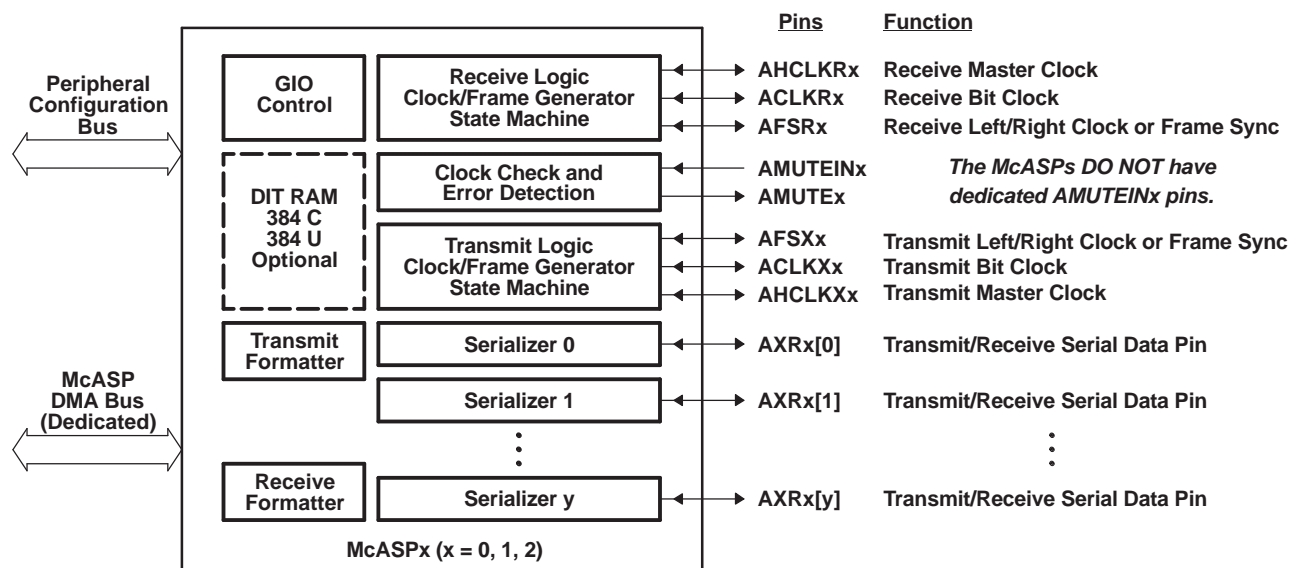 Pins Function
Peripheral
Configuration
Bus
GIO
Control
Receive Logic
Clock/Frame Generator
State Machine
AHCLKRx Receive Master Clock
ACLKRx Receive Bit Clock
AFSRx Receive Left/Right Clock or Frame Sync
DIT RAM
384 C
384 U
Optional
Clock Check and
Error Detection
AMUTEINx
AMUTEx
The McASPs DO NOT have
dedicated AMUTEINx pins.
Transmit Logic
Clock/Frame Generator
State Machine
AFSXx Transmit Left/Right Clock or Frame Sync
ACLKXx Transmit Bit Clock
AHCLKXx Transmit Master Clock
Transmit
Formatter
Serializer 0
AXRx[0] Transmit/Receive Serial Data Pin
McASP
DMA Bus
(Dedicated)
Serializer 1
AXRx[1] Transmit/Receive Serial Data Pin
Receive
Formatter
Serializer y
AXRx[y] Transmit/Receive Serial Data Pin
McASPx (x = 0, 1, 2)